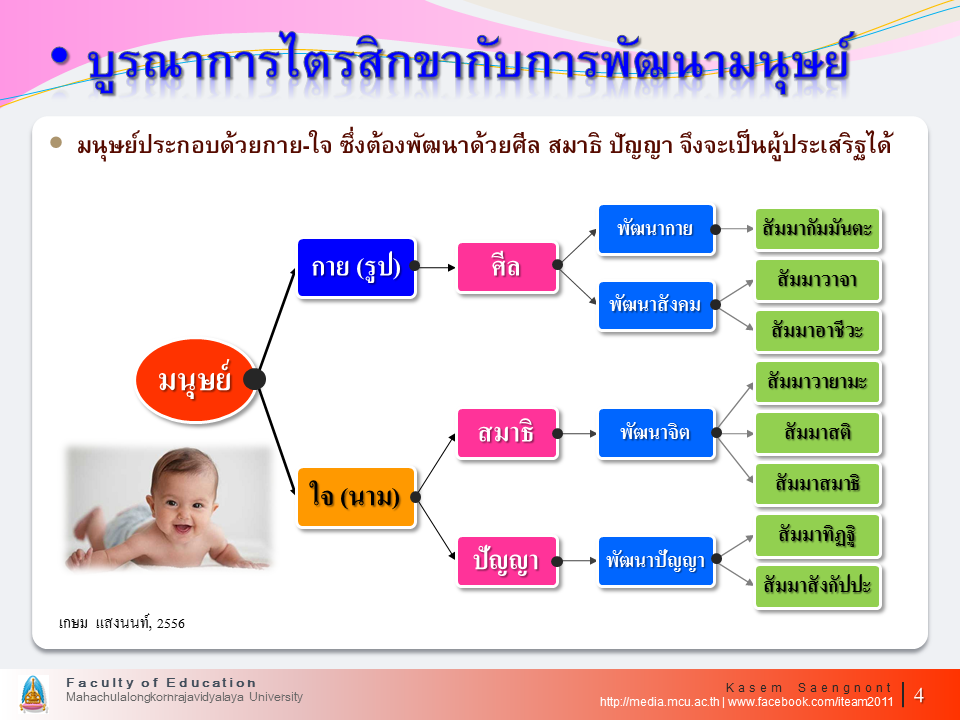 • บูรณาการไตรสิกขากับการพัฒนามนุษย์
มนุษย์ประกอบด้วยกาย-ใจ ซึ่งต้องพัฒนาด้วยศีล สมาธิ ปัญญา จึงจะเป็นผู้ประเสริฐได้
มนุษย์
กาย (รูป)
ศีล
พัฒนากาย
สัมมากัมมันตะ
พัฒนาสังคม
สัมมาวาจา
สัมมาอาชีวะ
ใจ (นาม)
สมาธิ
พัฒนาจิต
สัมมาวายามะ
สัมมาสติ
สัมมาสมาธิ
ปัญญา
พัฒนาปัญญา
สัมมาทิฏฐิ
สัมมาสังกัปปะ
เกษม แสงนนท์, 2556
Faculty of Education
Mahachulalongkornrajavidyalaya University
Kasem Saengnont
http://media.mcu.ac.th | www.facebook.com/iteam2011
4